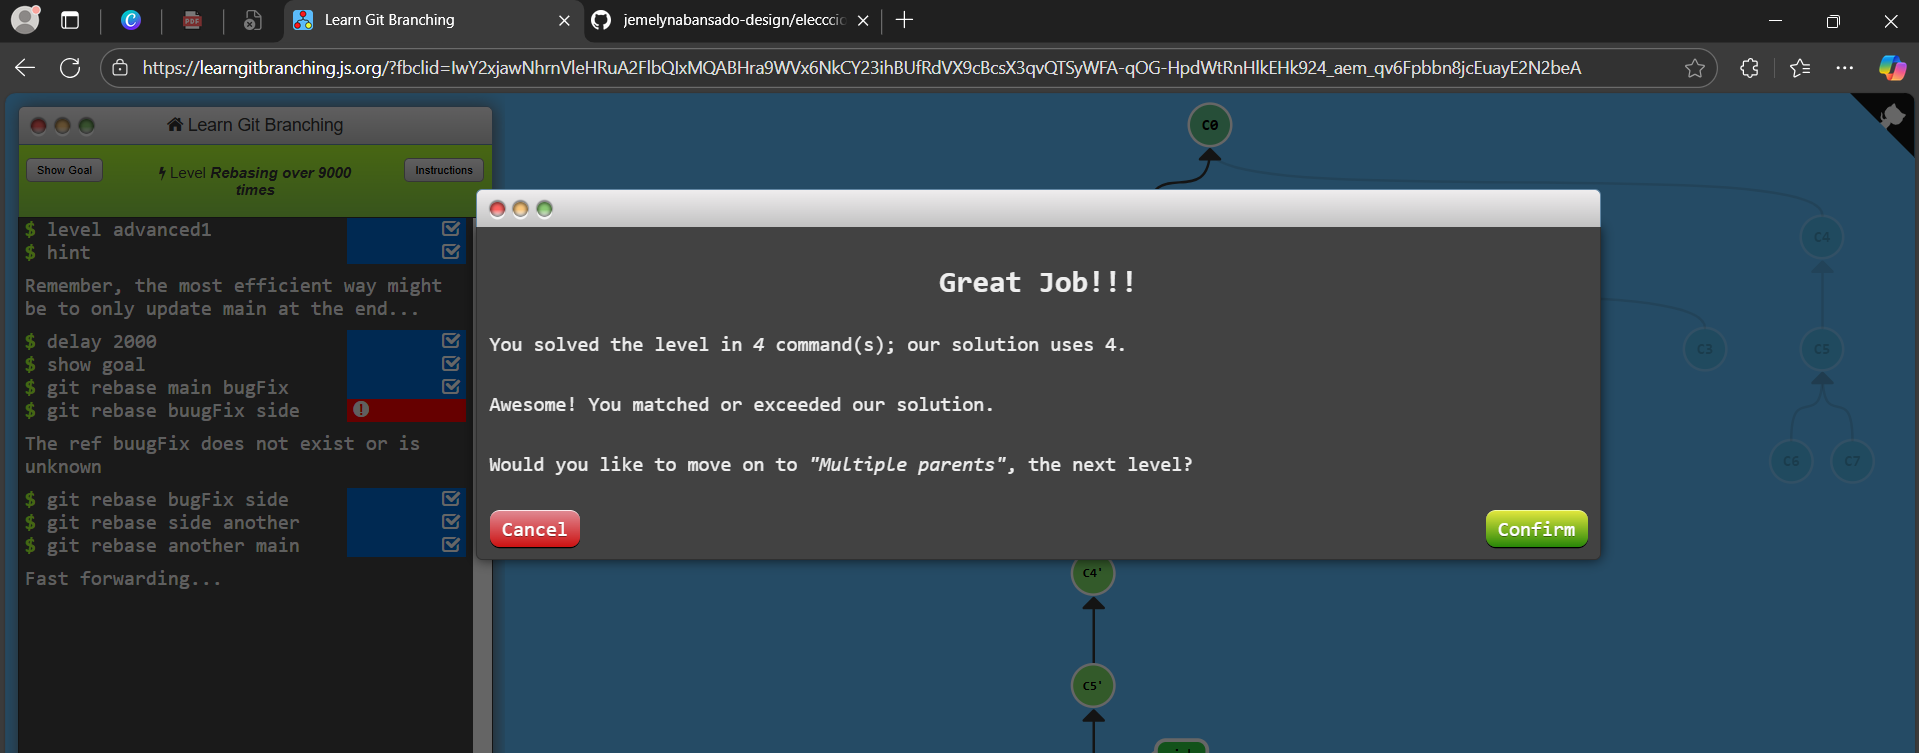 Learn Git Branching
jemelynabansado-design/elecccio
https://learngitbranching.js.org/?fbclid=IwY2xjawNhrnVleHRuA2FlbQIxMQABHra9WVx6NkCY23ihBUfRdVX9cBcsX3qvQTSyWFA-qOG-HpdWtRnHlkEHk924_aem_qv6Fpbbn8jcEuayE2N2beA
Learn Git Branching
Show Goal
Level Rebasing over 9000
times
Instructions
$ level advanced1
$ hint
Remember, the most efficient way might
be to only update main at the end...
$ delay 2000
$ show goal
$ git rebase main bugFix
$ git rebase buugFix side
The ref buugFix does not exist or is
unknown
$ git rebase bugFix side
$ git rebase side another
$ git rebase another main
Fast forwarding...
Great Job!!!
You solved the level in 4 command(s); our solution uses 4.
Awesome! You matched or exceeded our solution.
Would you like to move on to "Multiple parents", the next level?
Cancel
Confirm
C0
C4
C3
C5
C6
C7
C4'
C5'